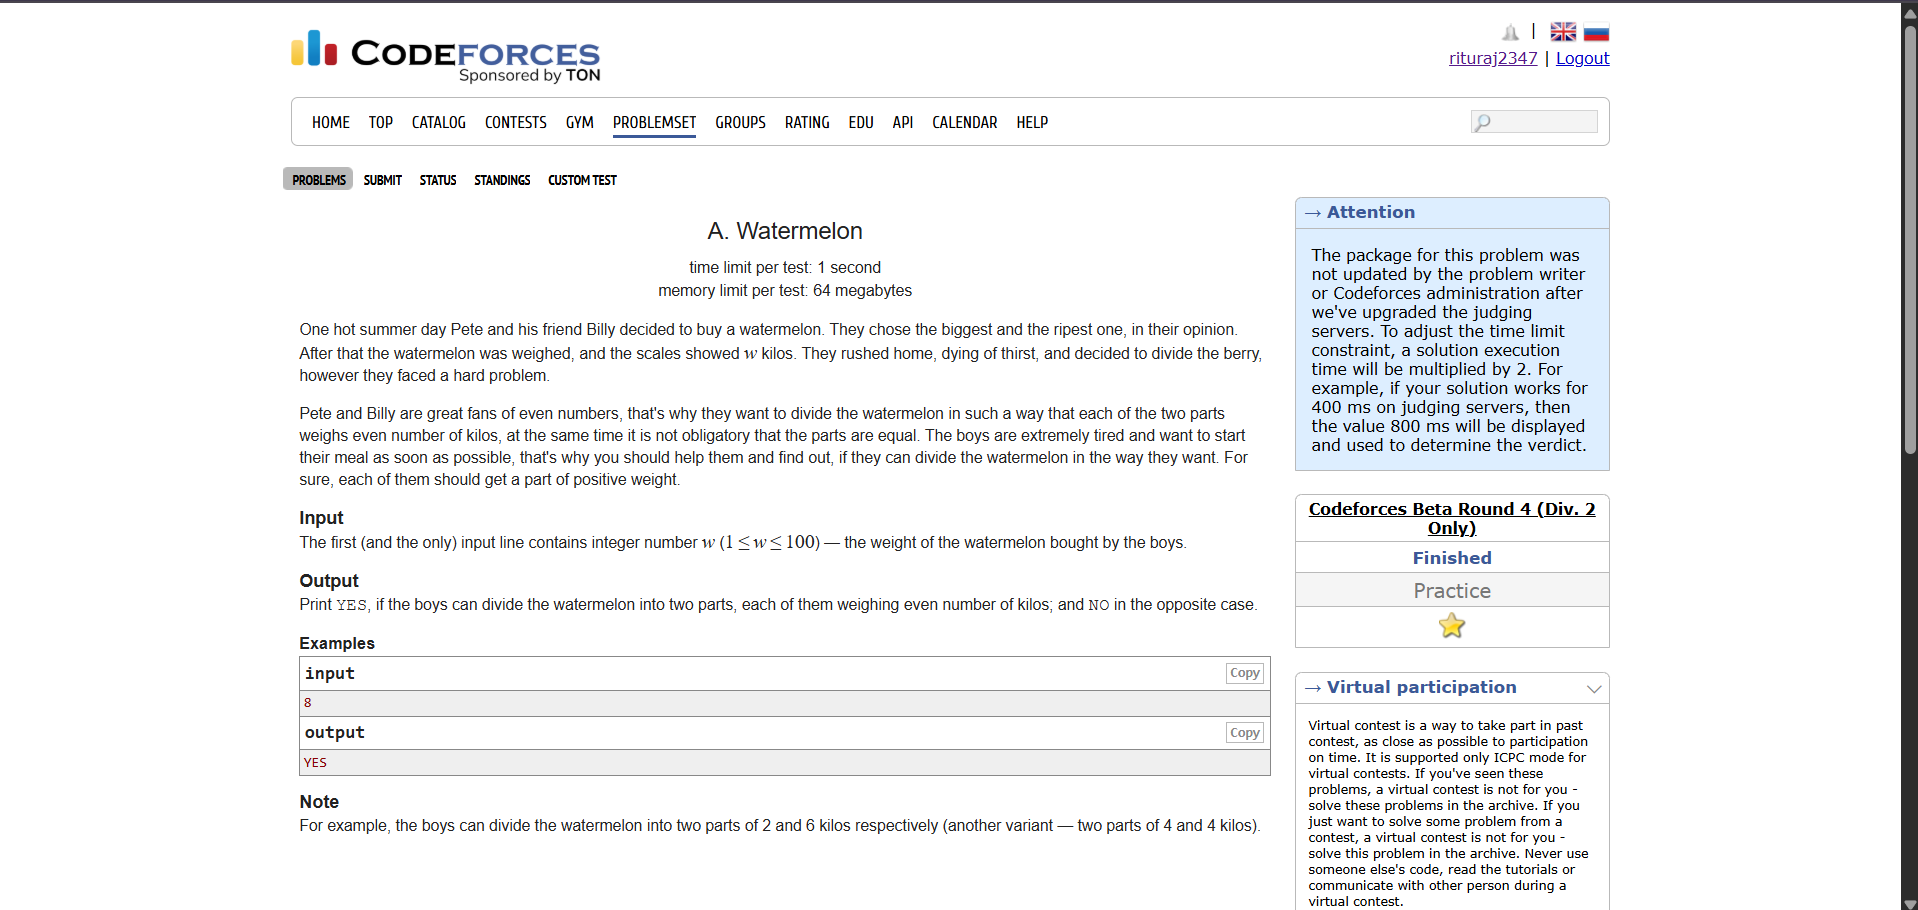 CODEFORCES
Sponsored by TON
|
rituraj2347 | Logout
HOME TOP CATALOG CONTESTS GYM PROBLEMSET GROUPS RATING EDU API CALENDAR HELP
PROBLEMS SUBMIT STATUS STANDINGS CUSTOM TEST
A. Watermelon
time limit per test: 1 second
memory limit per test: 64 megabytes
One hot summer day Pete and his friend Billy decided to buy a watermelon. They chose the biggest and the ripest one, in their opinion.
After that the watermelon was weighed, and the scales showed w kilos. They rushed home, dying of thirst, and decided to divide the berry,
however they faced a hard problem.
Pete and Billy are great fans of even numbers, that's why they want to divide the watermelon in such a way that each of the two parts
weighs even number of kilos, at the same time it is not obligatory that the parts are equal. The boys are extremely tired and want to start
their meal as soon as possible, that's why you should help them and find out, if they can divide the watermelon in the way they want. For
sure, each of them should get a part of positive weight.
Input
The first (and the only) input line contains integer number w (1 ≤ w ≤ 100) — the weight of the watermelon bought by the boys.
Output
Print YES, if the boys can divide the watermelon into two parts, each of them weighing even number of kilos; and NO in the opposite case.
Examples
input
Copy
8
output
Copy
YES
Note
For example, the boys can divide the watermelon into two parts of 2 and 6 kilos respectively (another variant — two parts of 4 and 4 kilos).
→ Attention
The package for this problem was
not updated by the problem writer
or Codeforces administration after
we've upgraded the judging
servers. To adjust the time limit
constraint, a solution execution
time will be multiplied by 2. For
example, if your solution works for
400 ms on judging servers, then
the value 800 ms will be displayed
and used to determine the verdict.
Codeforces Beta Round 4 (Div. 2
Only)
Finished
Practice
→ Virtual participation
Virtual contest is a way to take part in past
contest, as close as possible to participation
on time. It is supported only ICPC mode for
virtual contests. If you've seen these
problems, a virtual contest is not for you -
solve these problems in the archive. If you
just want to solve some problem from a
contest, a virtual contest is not for you -
solve this problem in the archive. Never use
someone else's code, read the tutorials or
communicate with other person during a
virtual contest.